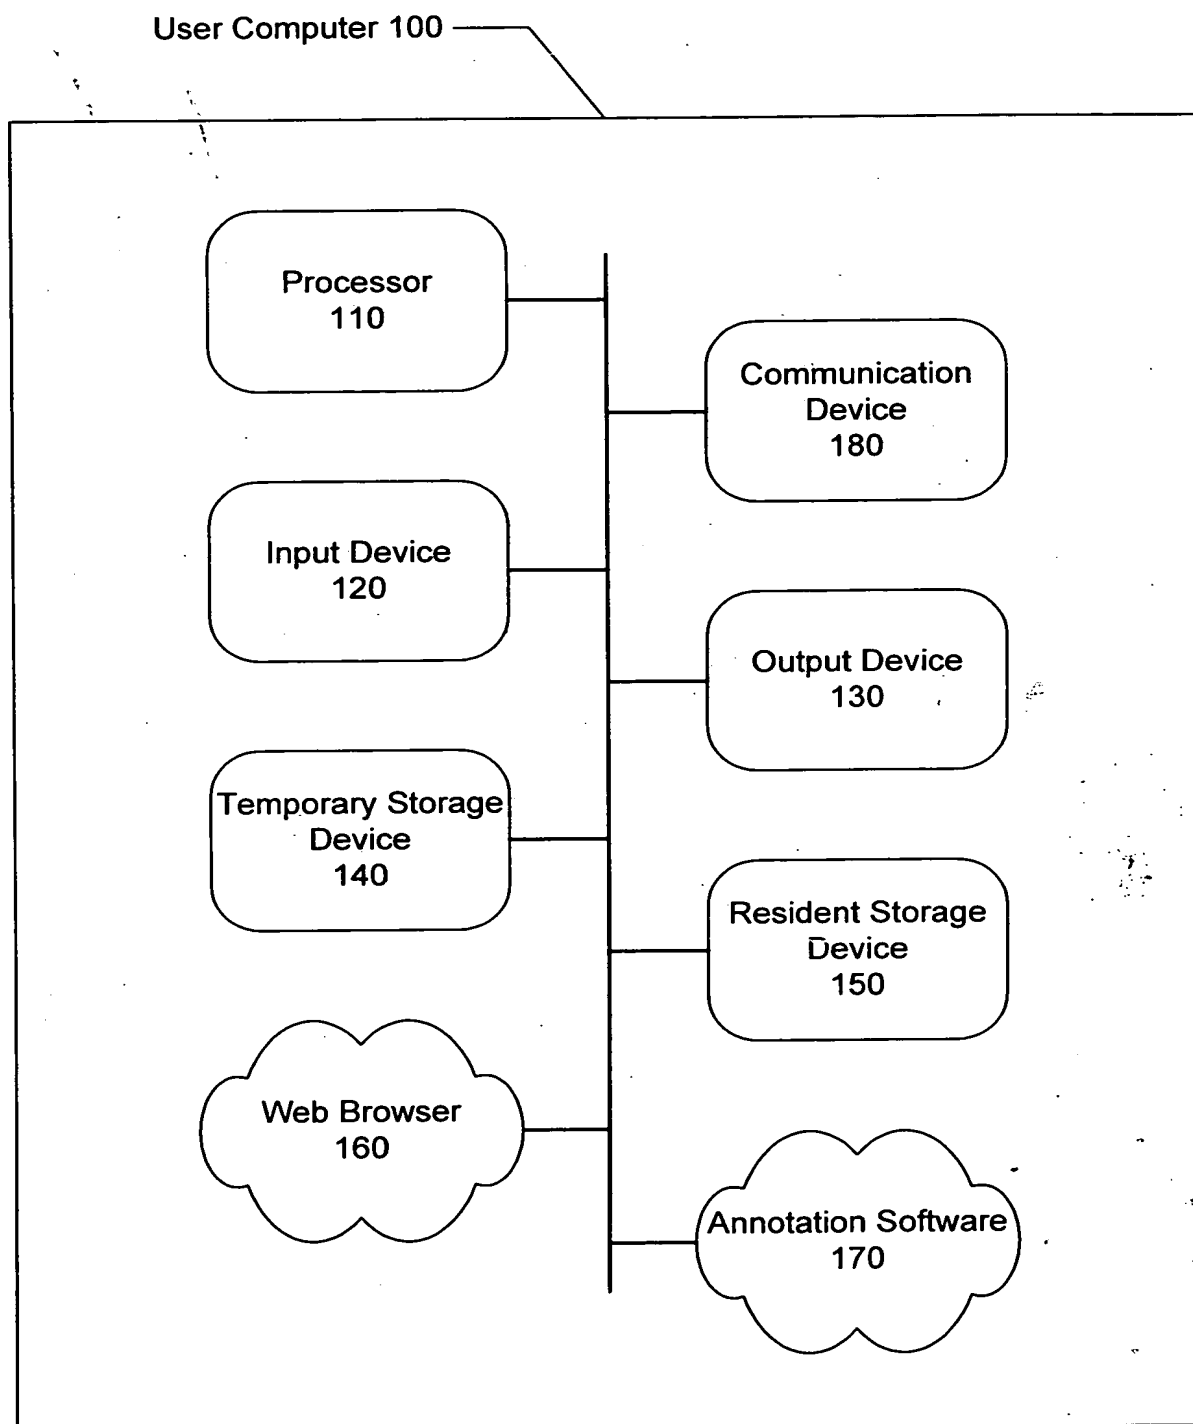 User Computer 100
Processor
110
Communication
Device
180
Input Device
120
Output Device
130
Temporary Storage
Device
140
Resident Storage
Device
150
Web Browser
160
Annotation Software
170